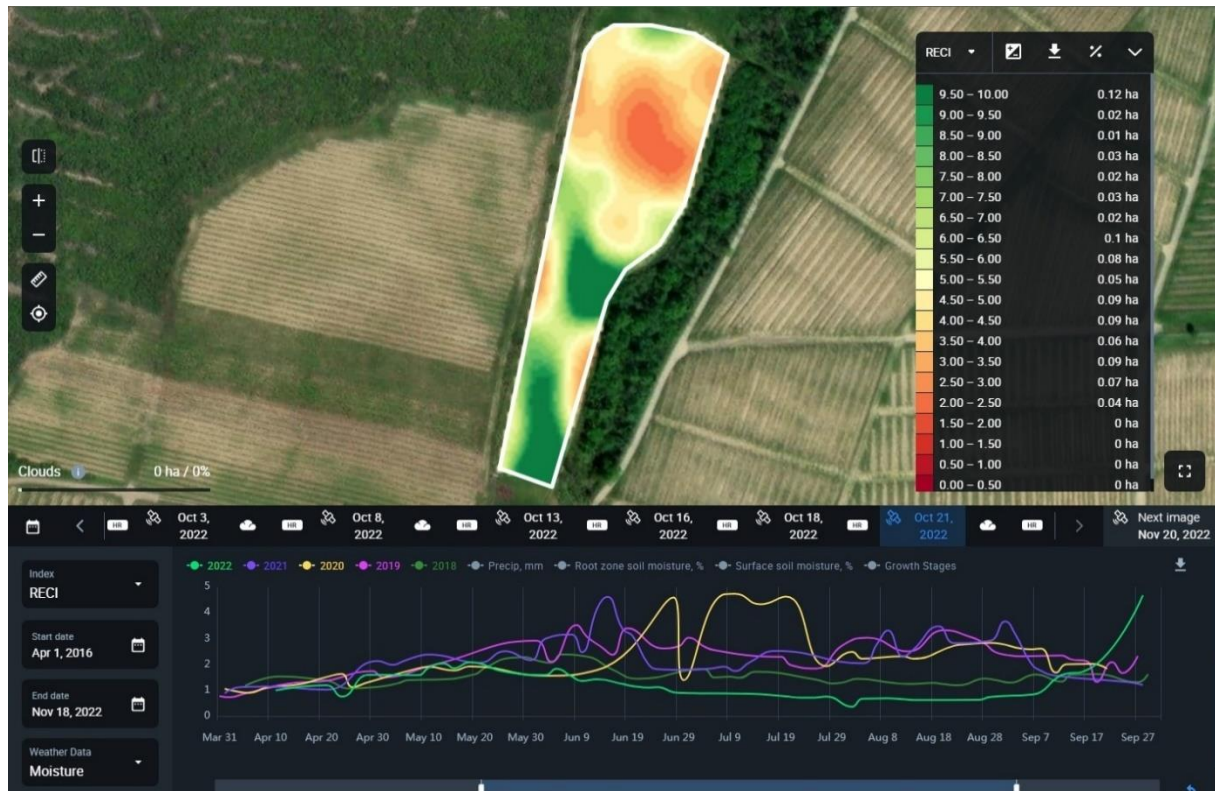 RECI
9.50 – 10.00 0.12 ha
9.00 – 9.50 0.02 ha
8.50 – 9.00 0.01 ha
8.00 – 8.50 0.03 ha
7.50 – 8.00 0.02 ha
7.00 – 7.50 0.03 ha
6.50 – 7.00 0.02 ha
6.00 – 6.50 0.1 ha
5.50 – 6.00 0.08 ha
5.00 – 5.50 0.05 ha
4.50 – 5.00 0.09 ha
4.00 – 4.50 0.09 ha
3.50 – 4.00 0.06 ha
3.00 – 3.50 0.09 ha
2.50 – 3.00 0.07 ha
2.00 – 2.50 0.04 ha
1.50 – 2.00 0 ha
1.00 – 1.50 0 ha
0.50 – 1.00 0 ha
0.00 – 0.50 0 ha
Clouds i 0 ha / 0%
HR Oct 3, 2022 HR Oct 8, 2022 HR Oct 13, 2022 HR Oct 16, 2022 HR Oct 18, 2022 HR Oct 21, 2022 HR Next image Nov 20, 2022
Index
RECI
Start date
Apr 1, 2016
End date
Nov 18, 2022
Weather Data
Moisture
2022 2021 2020 2019 2018 Precip, mm Root zone soil moisture, % Surface soil moisture, % Growth Stages
5
4
3
2
1
0
Mar 31 Apr 10 Apr 20 Apr 30 May 10 May 20 May 30 Jun 9 Jun 19 Jun 29 Jul 9 Jul 19 Jul 29 Aug 8 Aug 18 Aug 28 Sep 7 Sep 17 Sep 27